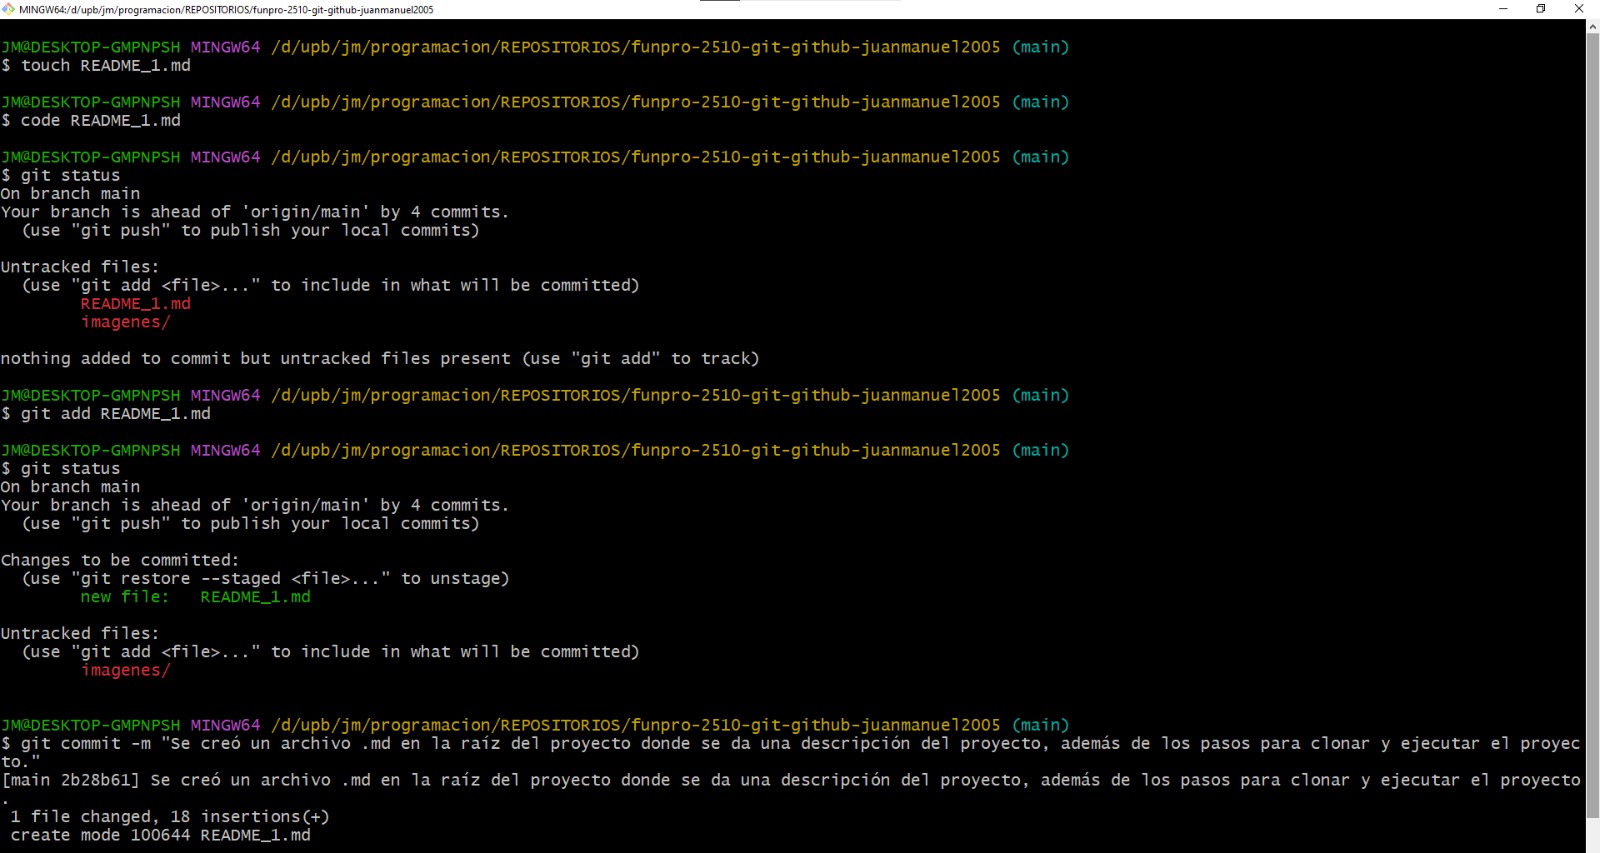 MINGW64:/d/upb/jm/programacion/REPOSITORIOS/funpro-2510-git-github-juanmanuel2005
JM@DESKTOP-GMPNPSH MINGW64 /d/upb/jm/programacion/REPOSITORIOS/funpro-2510-git-github-juanmanuel2005 (main)
$ touch README_1.md
JM@DESKTOP-GMPNPSH MINGW64 /d/upb/jm/programacion/REPOSITORIOS/funpro-2510-git-github-juanmanuel2005 (main)
$ code README_1.md
JM@DESKTOP-GMPNPSH MINGW64 /d/upb/jm/programacion/REPOSITORIOS/funpro-2510-git-github-juanmanuel2005 (main)
$ git status
On branch main
Your branch is ahead of 'origin/main' by 4 commits.
  (use "git push" to publish your local commits)
Untracked files:
  (use "git add <file>..." to include in what will be committed)
        README_1.md
        imagenes/
nothing added to commit but untracked files present (use "git add" to track)
JM@DESKTOP-GMPNPSH MINGW64 /d/upb/jm/programacion/REPOSITORIOS/funpro-2510-git-github-juanmanuel2005 (main)
$ git add README_1.md
JM@DESKTOP-GMPNPSH MINGW64 /d/upb/jm/programacion/REPOSITORIOS/funpro-2510-git-github-juanmanuel2005 (main)
$ git status
On branch main
Your branch is ahead of 'origin/main' by 4 commits.
  (use "git push" to publish your local commits)
Changes to be committed:
  (use "git restore --staged <file>..." to unstage)
        new file:   README_1.md
Untracked files:
  (use "git add <file>..." to include in what will be committed)
        imagenes/
JM@DESKTOP-GMPNPSH MINGW64 /d/upb/jm/programacion/REPOSITORIOS/funpro-2510-git-github-juanmanuel2005 (main)
$ git commit -m "Se creó un archivo .md en la raíz del proyecto donde se da una descripción del proyecto, además de los pasos para clonar y ejecutar el proyec
to."
[main 2b28b61] Se creó un archivo .md en la raíz del proyecto donde se da una descripción del proyecto, además de los pasos para clonar y ejecutar el proyecto
.
 1 file changed, 18 insertions(+)
 create mode 100644 README_1.md